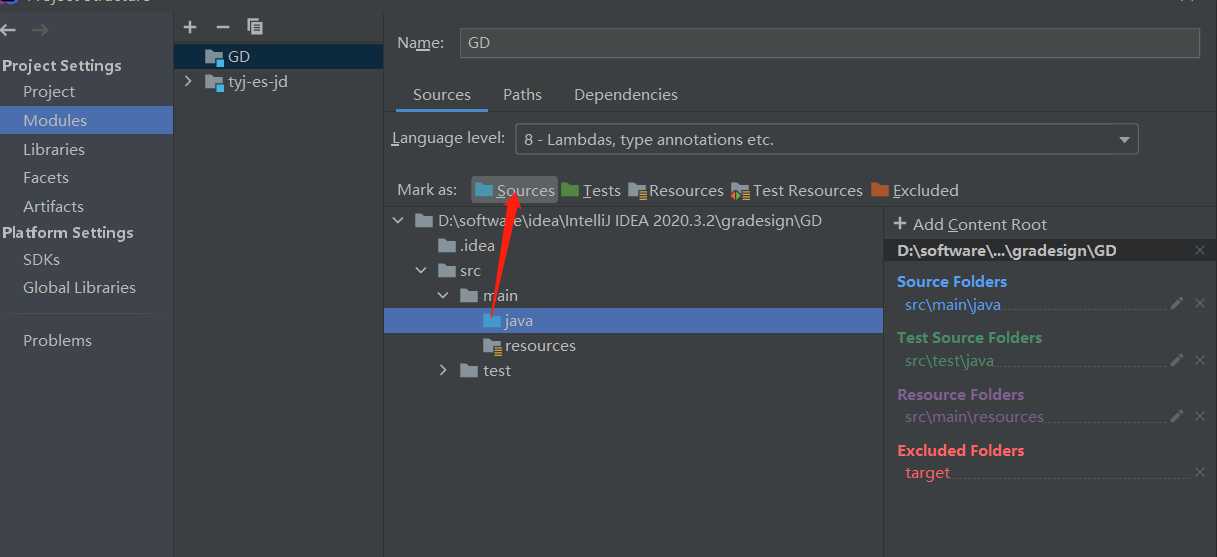 Project Structure
Project Settings
Project
Modules
Libraries
Facets
Artifacts
Platform Settings
SDKs
Global Libraries
Problems
GD
tyj-es-jd
Name: GD
Sources Paths Dependencies
Language level: 8 - Lambdas, type annotations etc.
Mark as: Sources Tests Resources Test Resources Excluded
D:\software\idea\IntelliJ IDEA 2020.3.2\gradesign\GD
.idea
src
main
java
resources
test
Add Content Root
D:\software\...\gradesign\GD
Source Folders
src\main\java
Test Source Folders
src\test\java
Resource Folders
src\main\resources
Excluded Folders
target